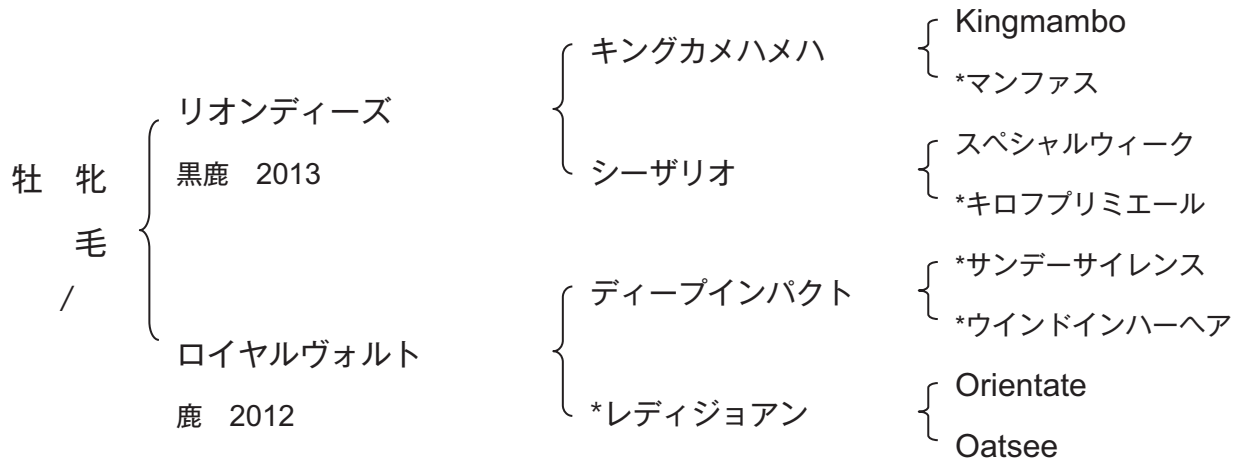 牡 牝
毛
/
リオンディーズ
黒鹿 2013
ロイヤルヴォルト
鹿 2012
キングカメハメハ
シーザリオ
ディープインパクト
*レディジョアン
Kingmambo
*マンファス
スペシャルウィーク
*キロフプリミエール
*サンデーサイレンス
*ウインドインハーヘア
Orientate
Oatsee